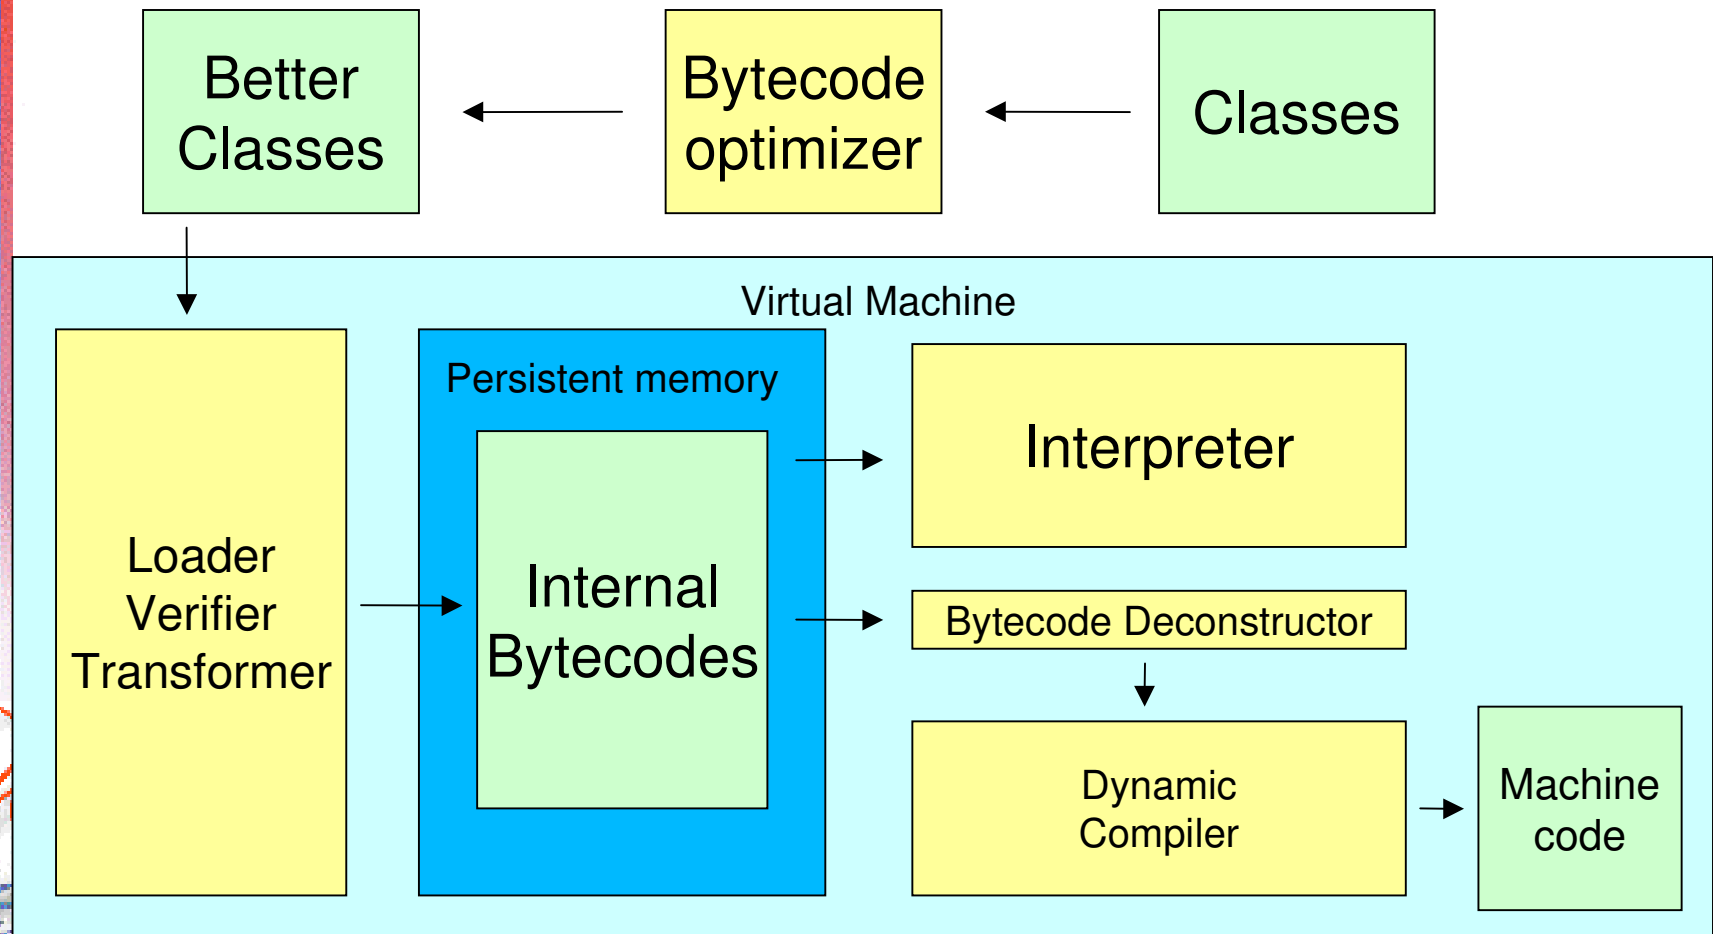 Better
Classes
Bytecode
optimizer
Classes
Virtual Machine
Loader
Verifier
Transformer
Persistent memory
Internal
Bytecodes
Interpreter
Bytecode Deconstructor
Dynamic
Compiler
Machine
code